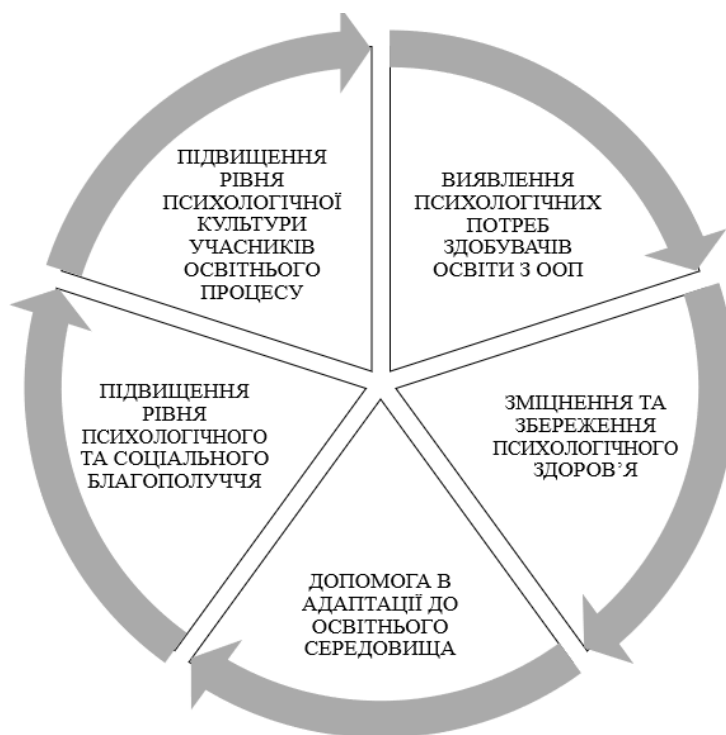 ПІДВИЩЕННЯ
РІВНЯ
ПСИХОЛОГІЧНОЇ
КУЛЬТУРИ
УЧАСНИКІВ
ОСВІТНЬОГО
ПРОЦЕСУ
ВИЯВЛЕННЯ
ПСИХОЛОГІЧНИХ
ПОТРЕБ
ЗДОБУВАЧІВ
ОСВІТИ З ООП
ЗМІЦНЕННЯ ТА
ЗБЕРЕЖЕННЯ
ПСИХОЛОГІЧНОГО
ЗДОРОВ’Я
ДОПОМОГА В
АДАПТАЦІЇ ДО
ОСВІТНЬОГО
СЕРЕДОВИЩА
ПІДВИЩЕННЯ
РІВНЯ
ПСИХОЛОГІЧНОГО
ТА СОЦІАЛЬНОГО
БЛАГОПОЛУЧЧЯ